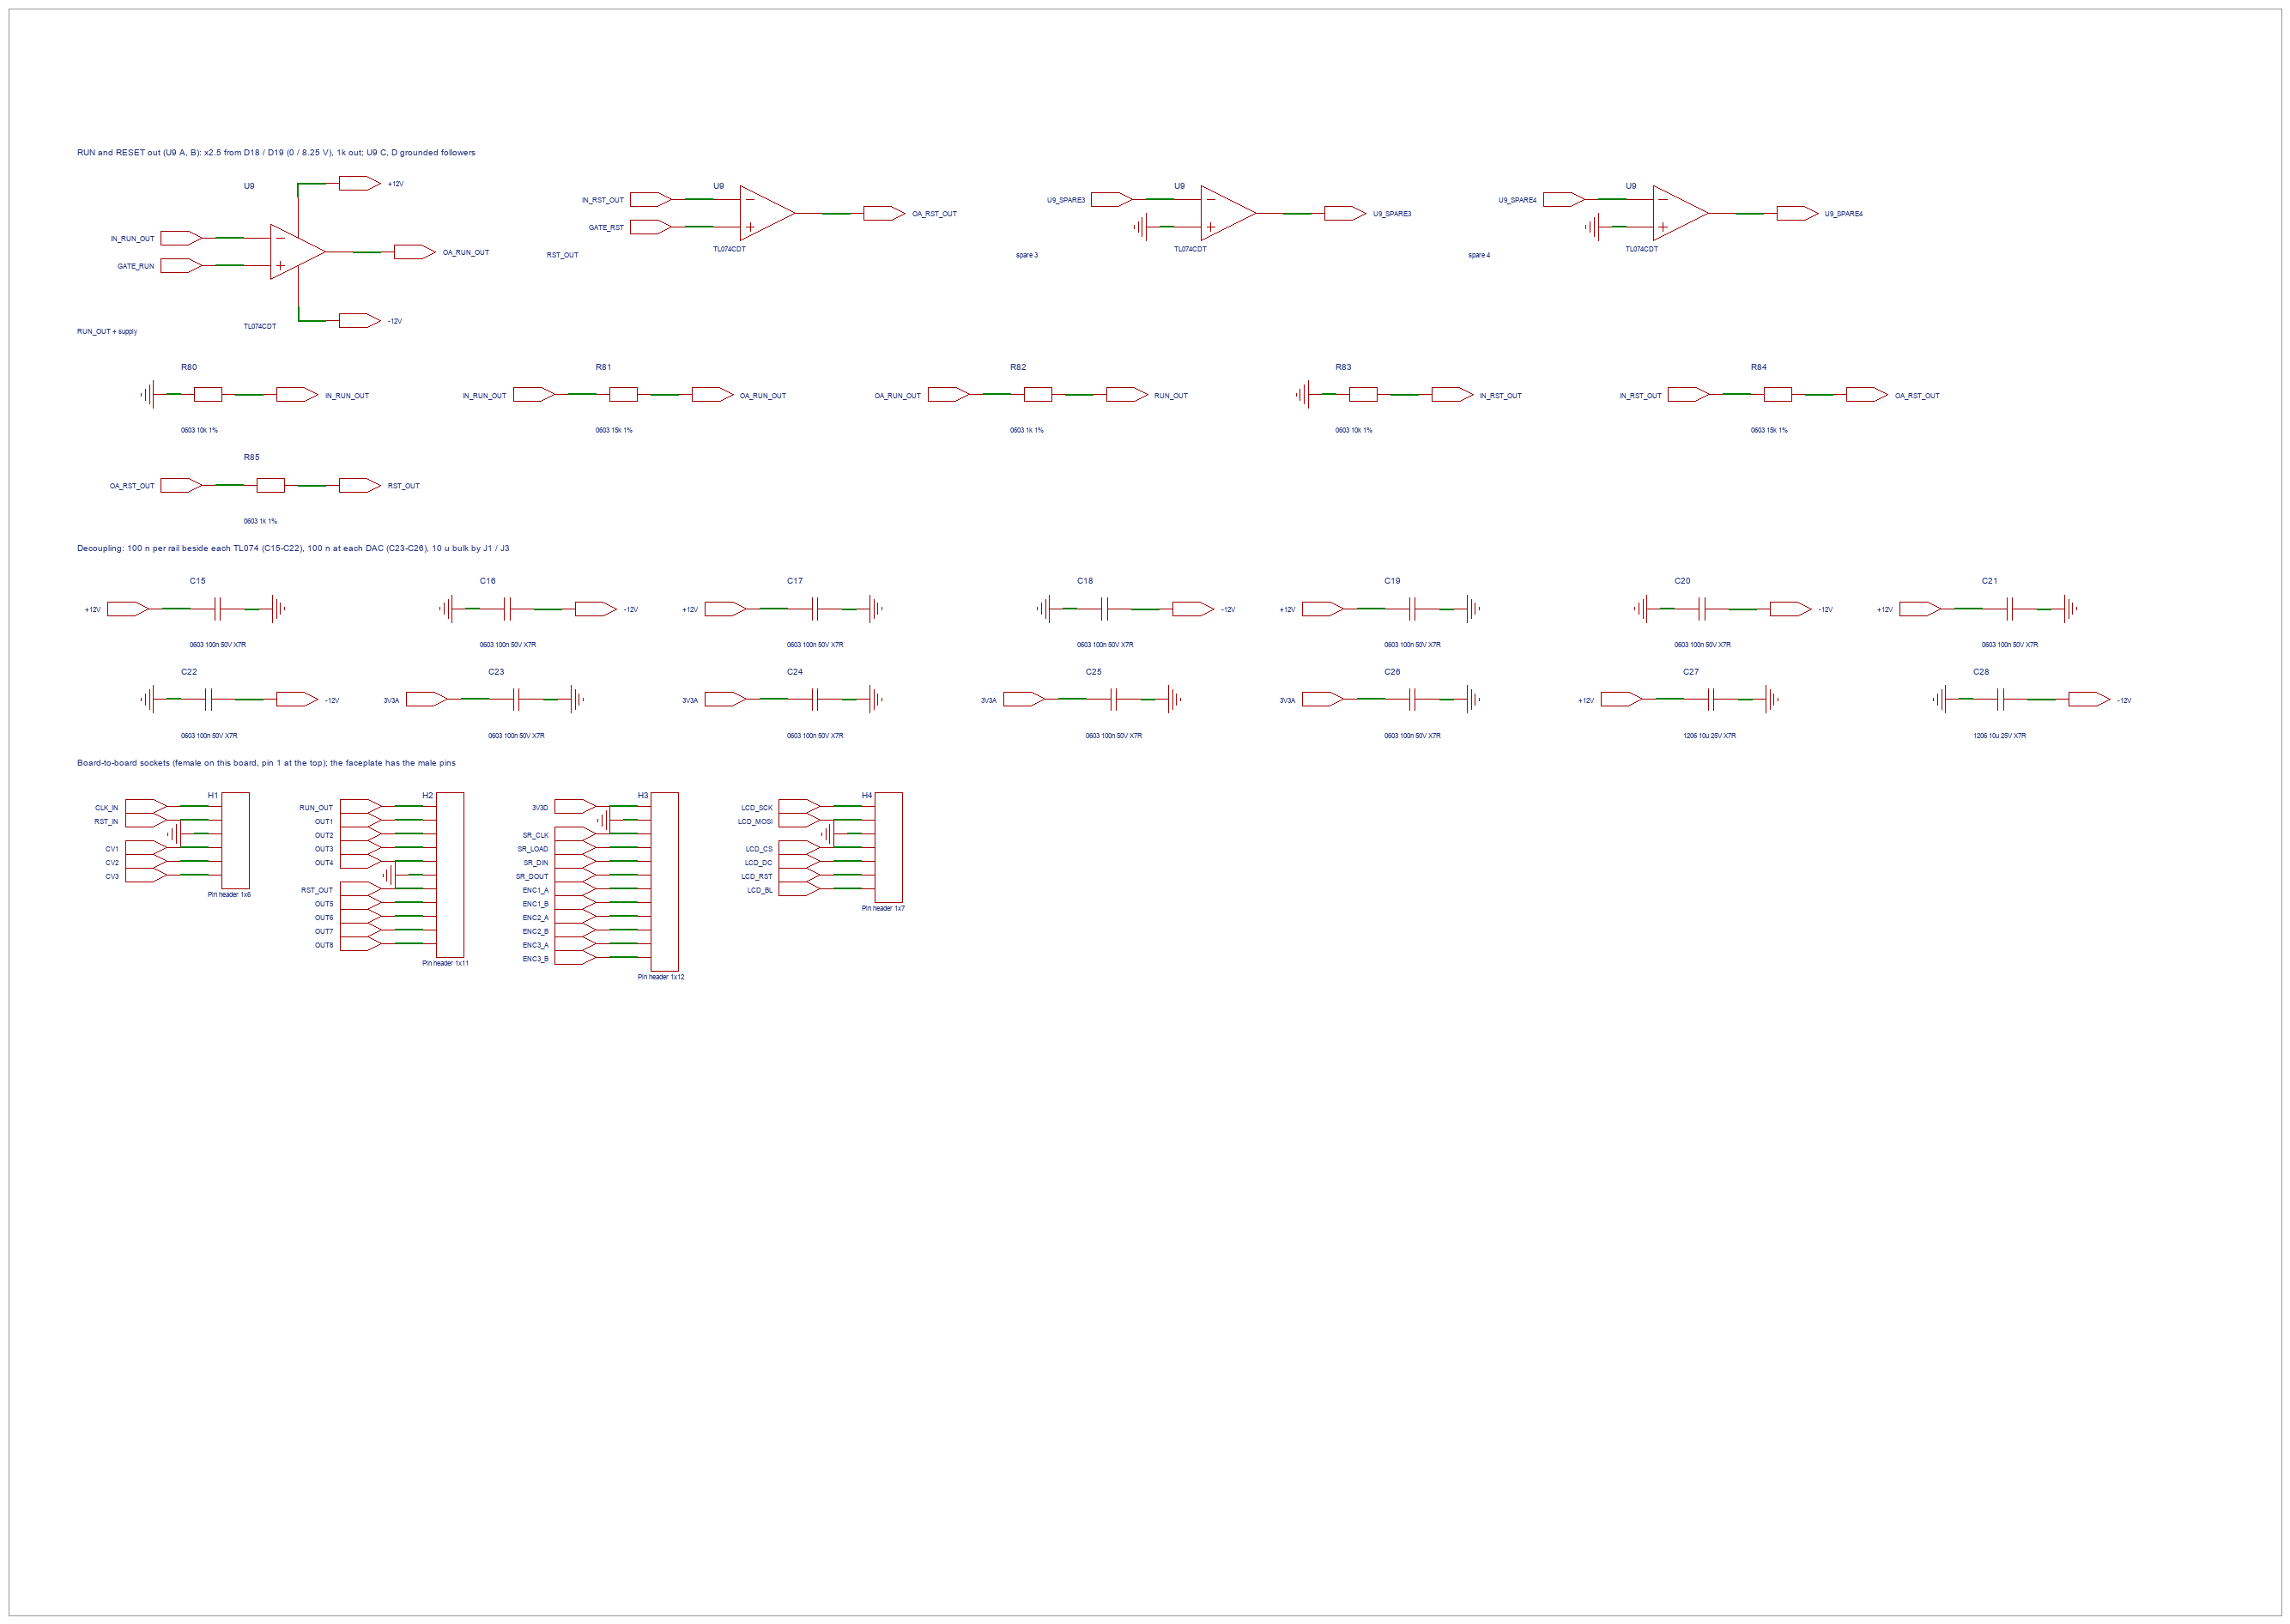 RUN and RESET out (U9 A, B): x2.5 from D18 / D19 (0 / 8.25 V), 1k out; U9 C, D grounded followers
U9
+12V
IN_RUN_OUT
GATE_RUN
OA_RUN_OUT
-12V
TL074CDT
RUN_OUT + supply
U9
IN_RST_OUT
GATE_RST
OA_RST_OUT
TL074CDT
RST_OUT
U9
U9_SPARE3
U9_SPARE3
TL074CDT
spare 3
U9
U9_SPARE4
U9_SPARE4
TL074CDT
spare 4
R80
IN_RUN_OUT
0603 10k 1%
R81
IN_RUN_OUT
OA_RUN_OUT
0603 15k 1%
R82
OA_RUN_OUT
RUN_OUT
0603 1k 1%
R83
IN_RST_OUT
0603 10k 1%
R84
IN_RST_OUT
OA_RST_OUT
0603 15k 1%
R85
OA_RST_OUT
RST_OUT
0603 1k 1%
Decoupling: 100 n per rail beside each TL074 (C15-C22), 100 n at each DAC (C23-C26), 10 u bulk by J1 / J3
C15
+12V
0603 100n 50V X7R
C16
-12V
0603 100n 50V X7R
C17
+12V
0603 100n 50V X7R
C18
-12V
0603 100n 50V X7R
C19
+12V
0603 100n 50V X7R
C20
-12V
0603 100n 50V X7R
C21
+12V
0603 100n 50V X7R
C22
-12V
0603 100n 50V X7R
C23
3V3A
0603 100n 50V X7R
C24
3V3A
0603 100n 50V X7R
C25
3V3A
0603 100n 50V X7R
C26
3V3A
0603 100n 50V X7R
C27
+12V
1206 10u 25V X7R
C28
-12V
1206 10u 25V X7R
Board-to-board sockets (female on this board, pin 1 at the top); the faceplate has the male pins
H1
CLK_IN
RST_IN
CV1
CV2
CV3
Pin header 1x6
H2
RUN_OUT
OUT1
OUT2
OUT3
OUT4
RST_OUT
OUT5
OUT6
OUT7
OUT8
Pin header 1x11
H3
3V3D
SR_CLK
SR_LOAD
SR_DIN
SR_DOUT
ENC1_A
ENC1_B
ENC2_A
ENC2_B
ENC3_A
ENC3_B
Pin header 1x12
H4
LCD_SCK
LCD_MOSI
LCD_CS
LCD_DC
LCD_RST
LCD_BL
Pin header 1x7